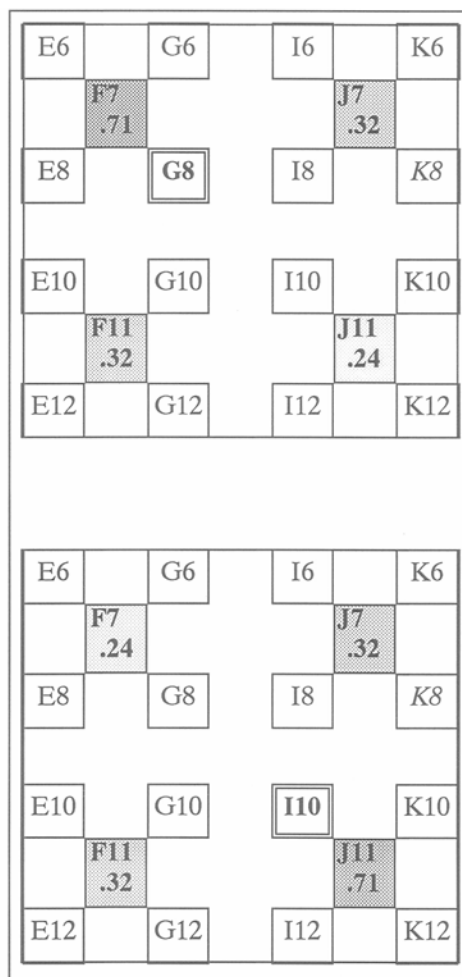 E6 G6 I6 K6
F7 J7
.71 .32
E8 G8 I8 K8
E10 G10 I10 K10
F11 J11
.32 .24
E12 G12 I12 K12
E6 G6 I6 K6
F7 J7
.24 .32
E8 G8 I8 K8
E10 G10 I10 K10
F11 J11
.32 .71
E12 G12 I12 K12